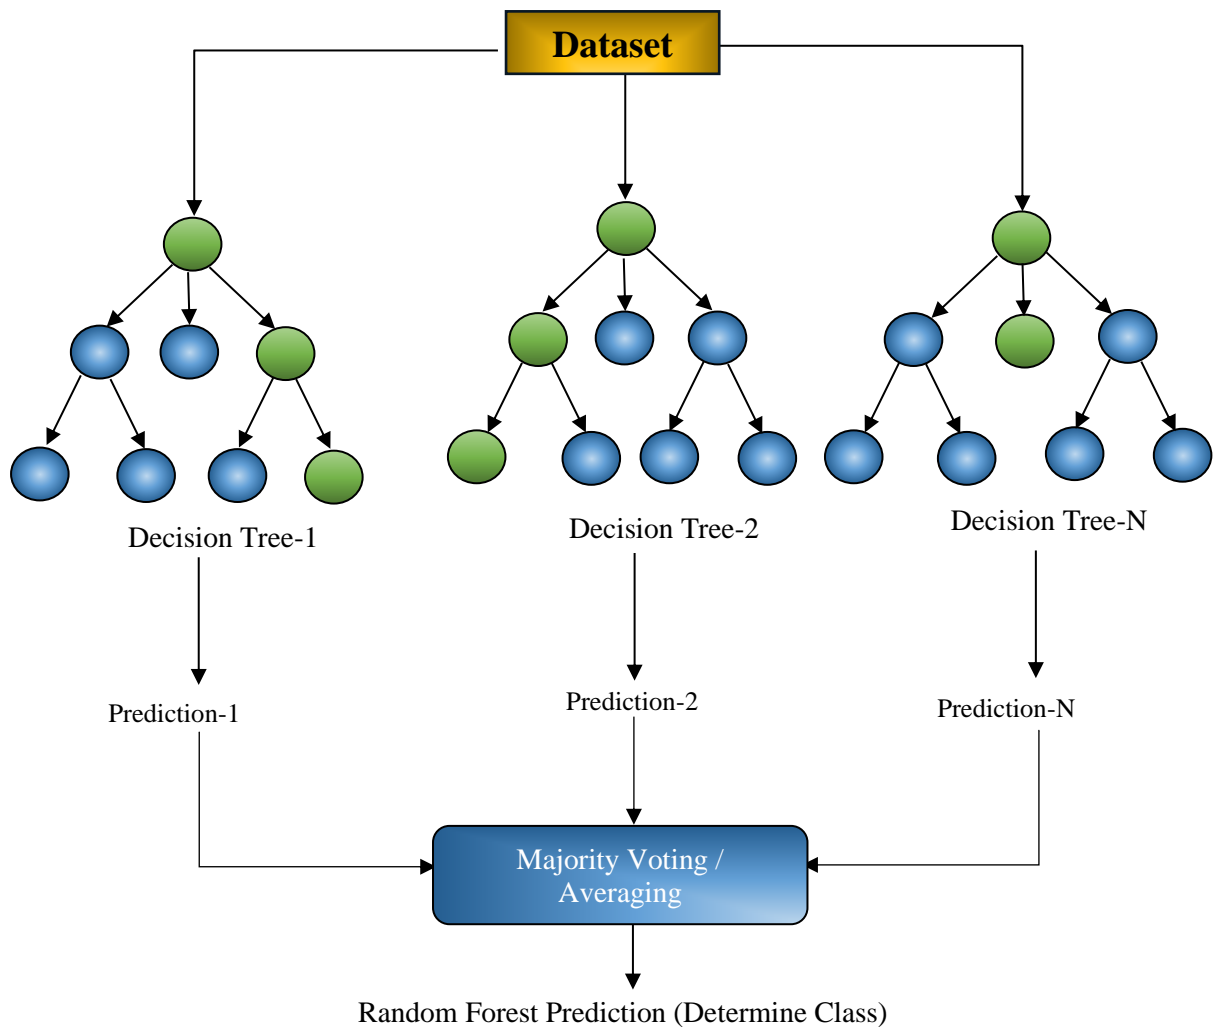 Dataset
Decision Tree-1
Decision Tree-2
Decision Tree-N
Prediction-1
Prediction-2
Prediction-N
Majority Voting /
Averaging
Random Forest Prediction (Determine Class)